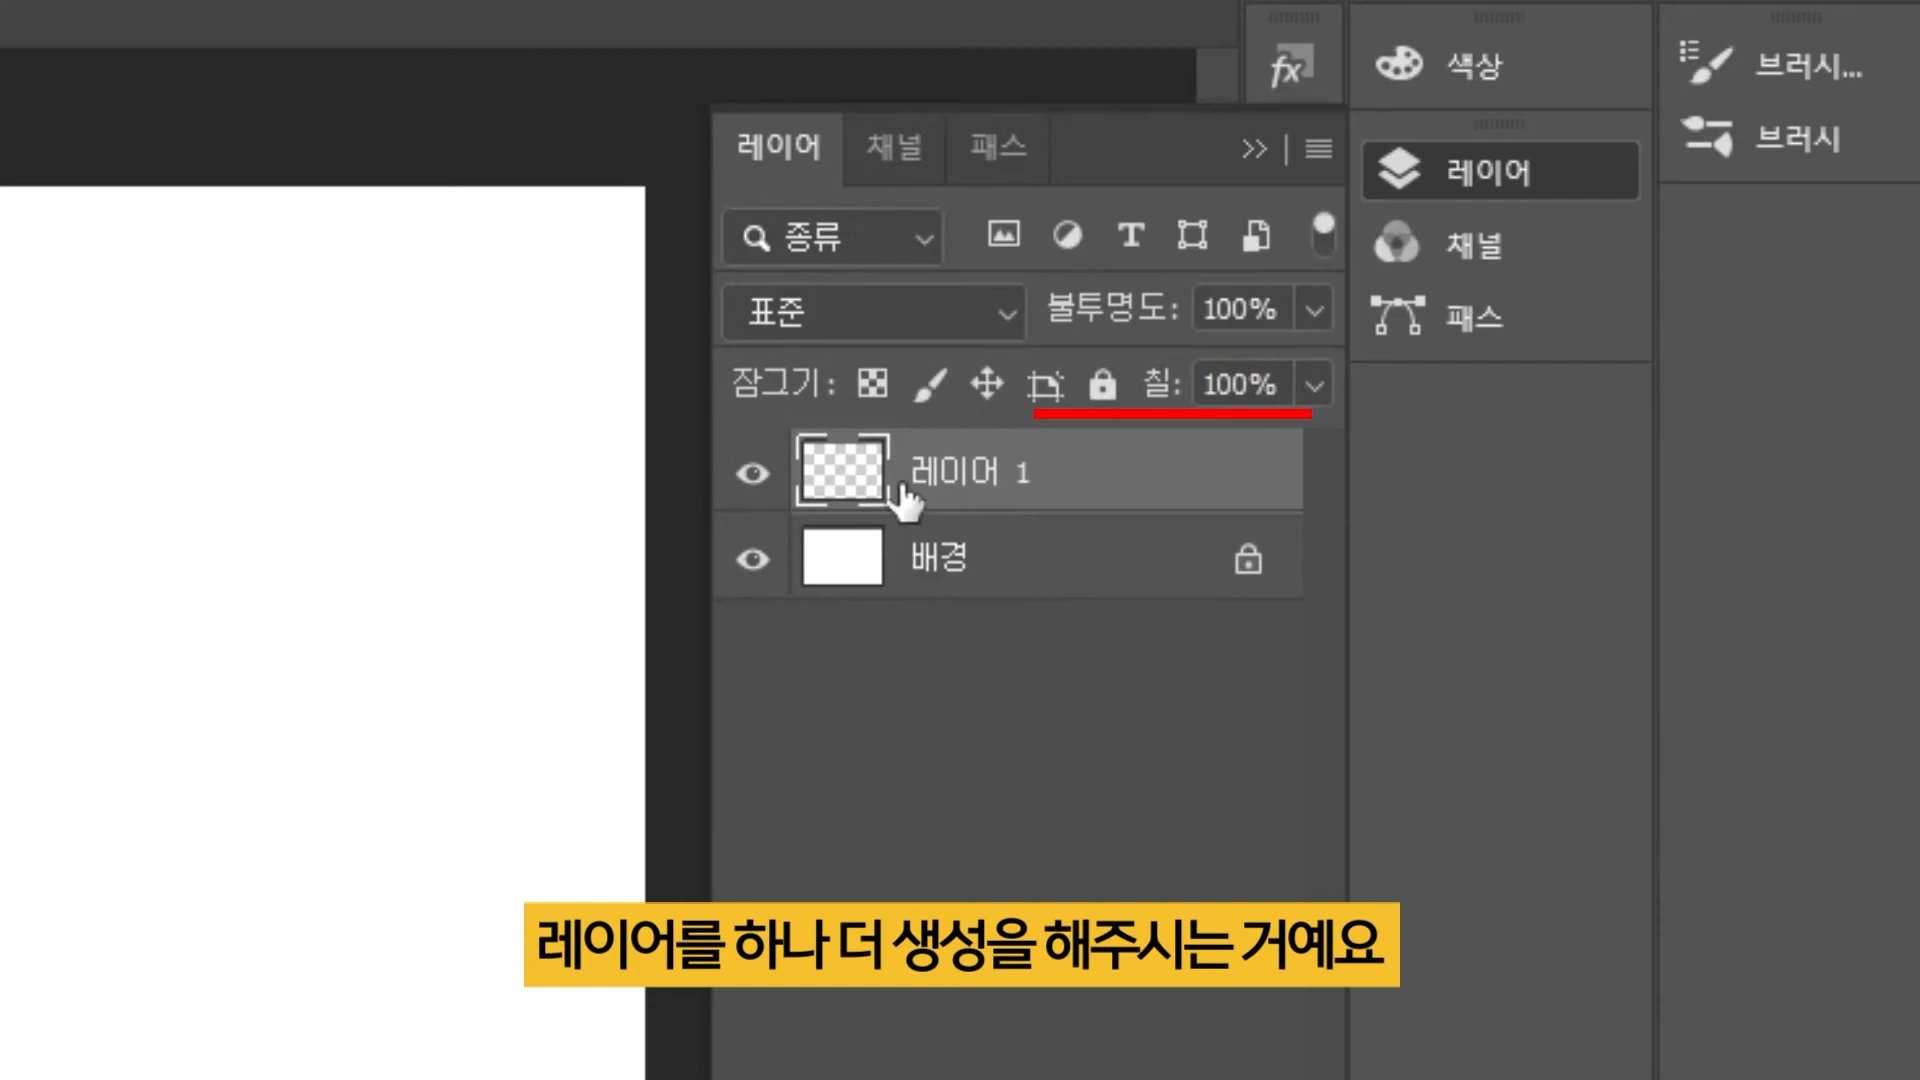 fx
색상
브러시...
레이어
채널
패스
레이어
브러시
종류
T
채널
표준
불투명도: 100%
패스
잠그기: 칠: 100%
레이어 1
배경
레이어를 하나 더 생성을 해주시는 거예요